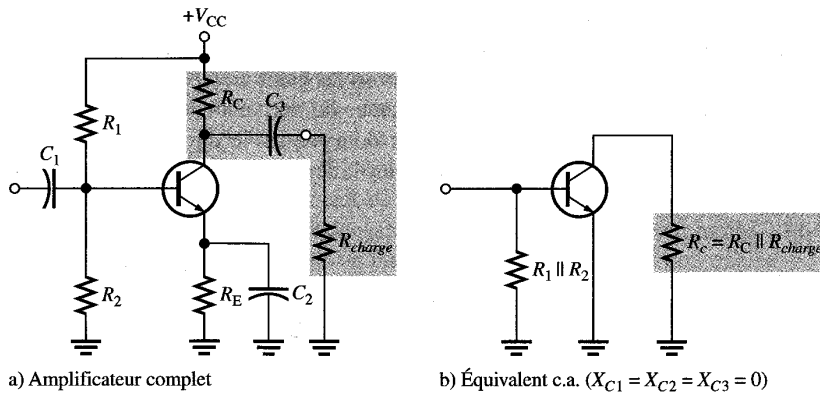 +V_CC
R_C
C_3
R_1
C_1
R_charge
R_c = R_C || R_charge
R_1 || R_2
R_2
R_E
C_2
a) Amplificateur complet
b) Équivalent c.a. (X_C1 = X_C2 = X_C3 = 0)